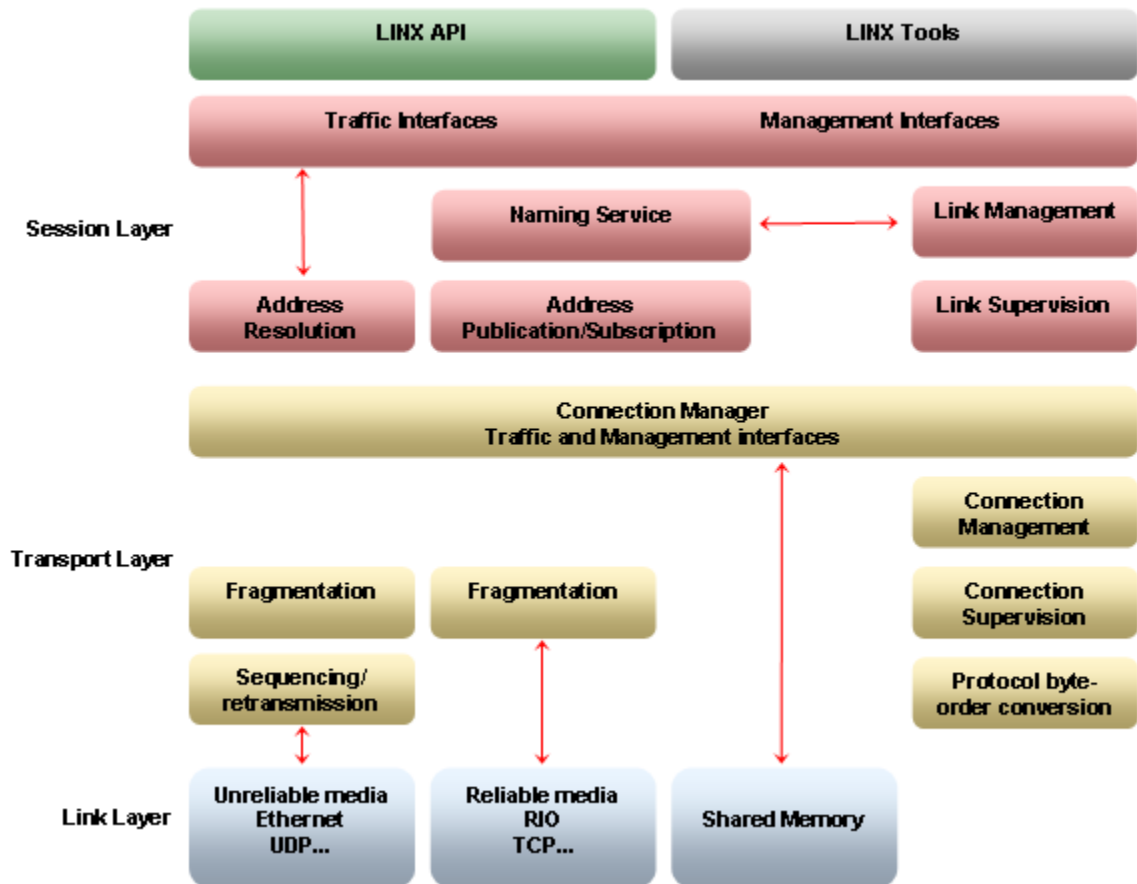 LINX API
LINX Tools
Traffic Interfaces
Management Interfaces
Session Layer
Naming Service
Link Management
Address
Resolution
Address
Publication/Subscription
Link Supervision
Connection Manager
Traffic and Management interfaces
Transport Layer
Connection
Management
Fragmentation
Fragmentation
Connection
Supervision
Sequencing/
retransmission
Protocol byte-
order conversion
Link Layer
Unreliable media
Ethernet
UDP...
Reliable media
RIO
TCP...
Shared Memory